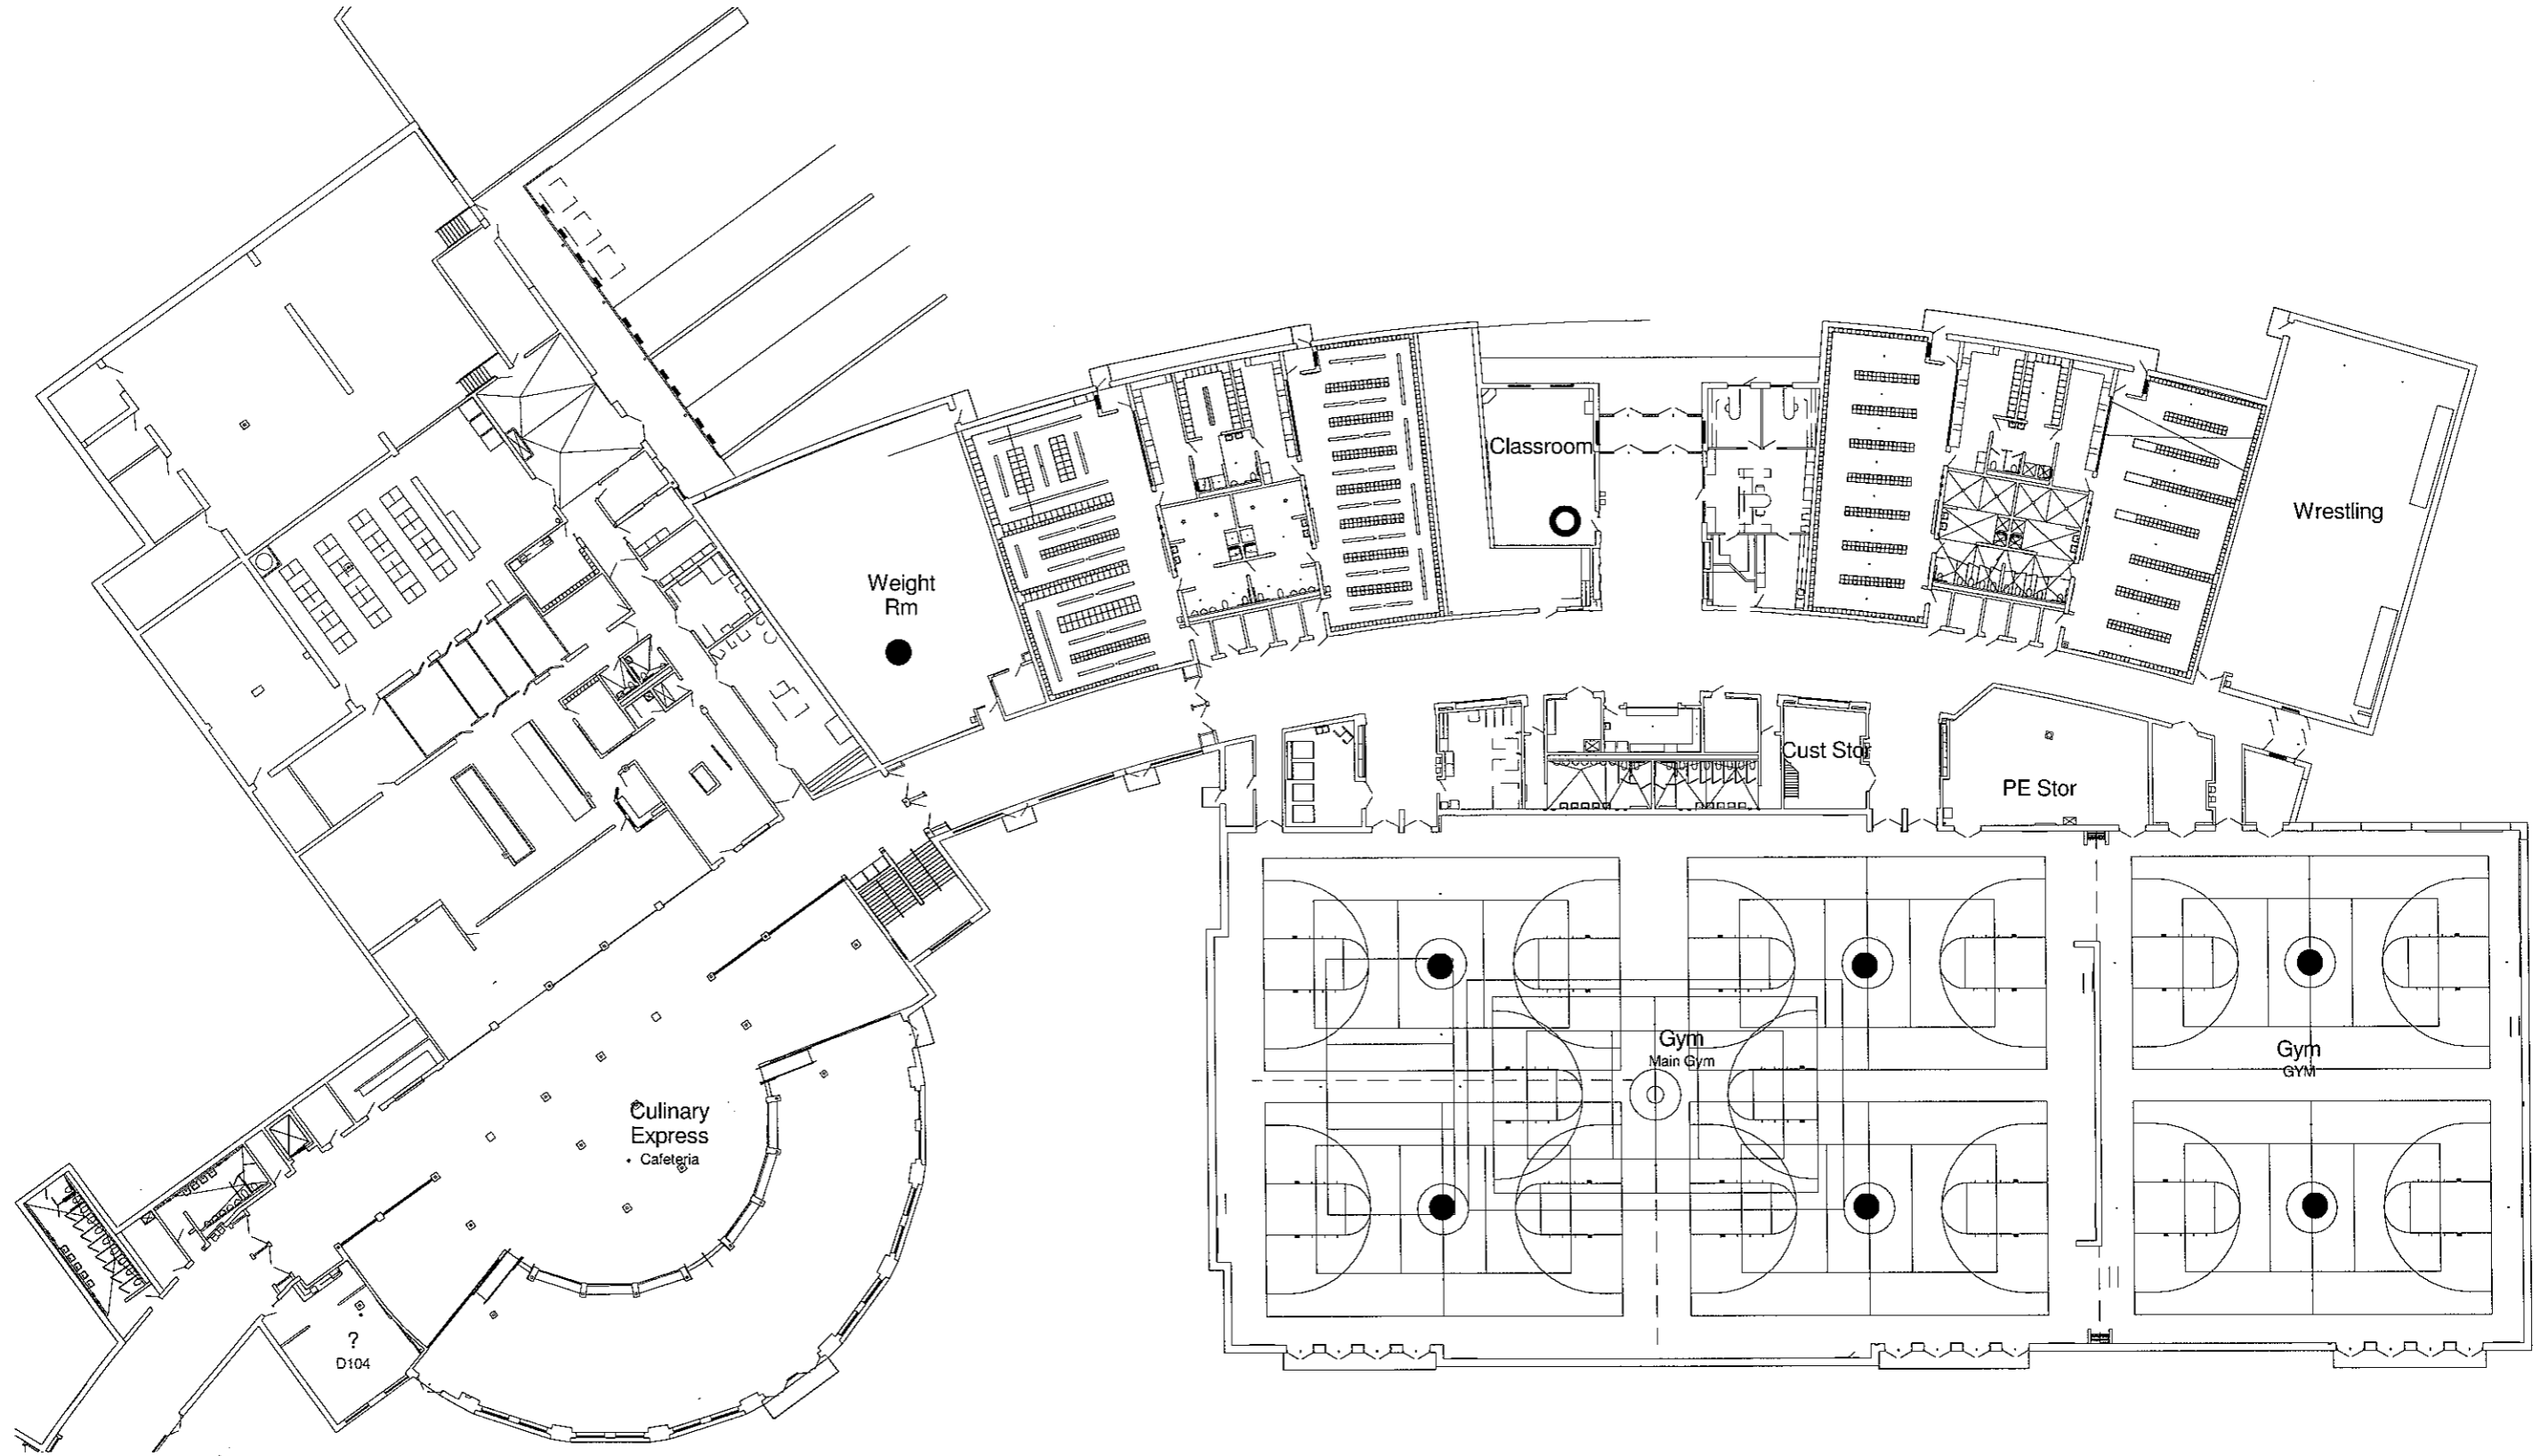 Classroom
Wrestling
Weight
Rm
Cust Stor
PE Stor
Gym
Main Gym
Gym
GYM
Culinary
Express
Cafeteria
?
D104